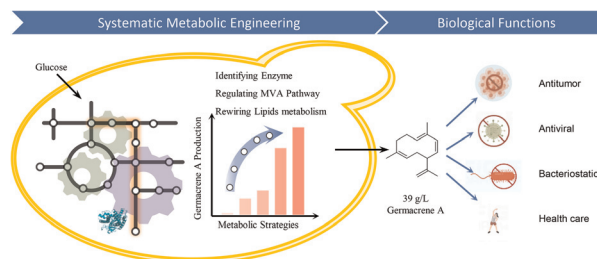 Systematic Metabolic Engineering
Biological Functions
Glucose
Identifying Enzyme
Regulating MVA Pathway
Rewiring Lipids metabolism
Germacrene A Production
Metabolic Strategies
39 g/L
Germacrene A
Antitumor
Antiviral
Bacteriostatic
Health care